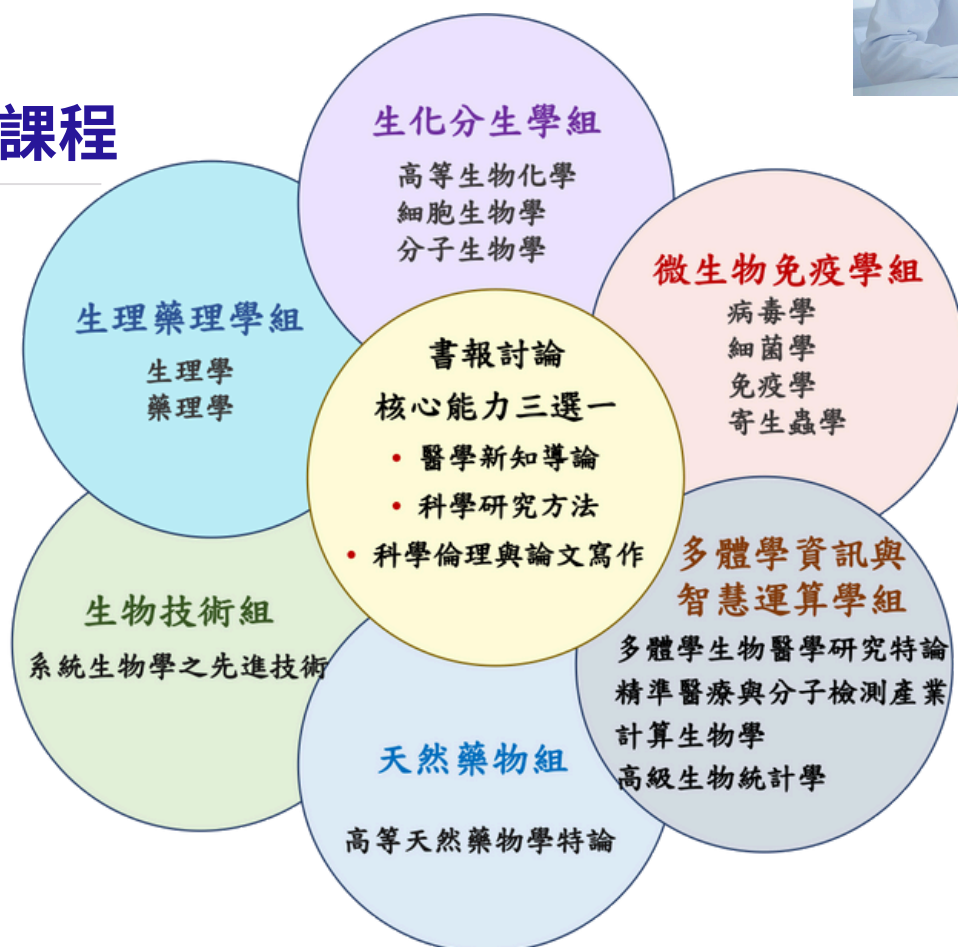 課程
生化分生學組
高等生物化學
細胞生物學
分子生物學
微生物免疫學組
病毒學
細菌學
免疫學
寄生蟲學
生理藥理學組
生理學
藥理學
書報討論
核心能力三選一
• 醫學新知導論
• 科學研究方法
• 科學倫理與論文寫作
多體學資訊與
智慧運算學組
多體學生物醫學研究特論
精準醫療與分子檢測產業
計算生物學
高級生物統計學
生物技術組
系統生物學之先進技術
天然藥物組
高等天然藥物學特論